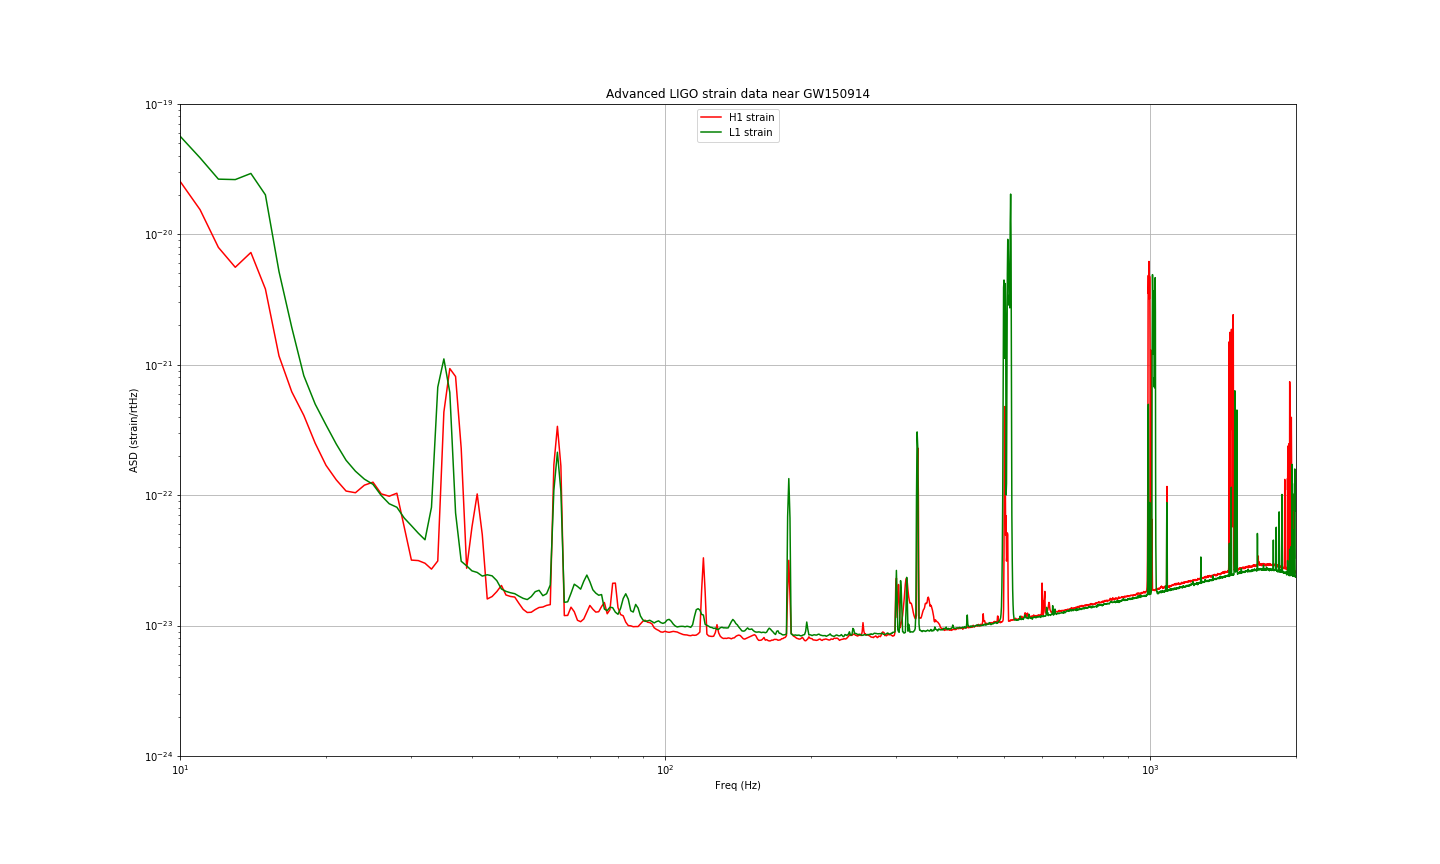 Advanced LIGO strain data near GW150914
H1 strain
L1 strain
10⁻¹⁹
10⁻²⁰
10⁻²¹
10⁻²²
10⁻²³
10⁻²⁴
ASD (strain/rtHz)
10¹
10²
10³
Freq (Hz)